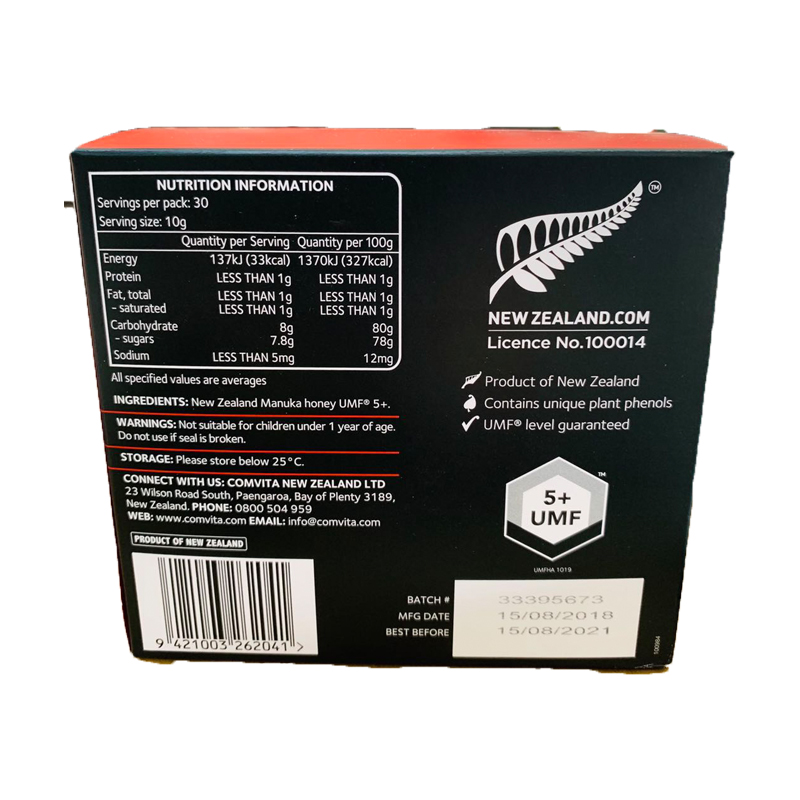 NUTRITION INFORMATION
Servings per pack: 30
Serving size: 10g
Quantity per Serving Quantity per 100g
Energy 137kJ (33kcal) 1370kJ (327kcal)
Protein LESS THAN 1g LESS THAN 1g
Fat, total LESS THAN 1g LESS THAN 1g
- saturated LESS THAN 1g LESS THAN 1g
Carbohydrate 8g 80g
- sugars 7.8g 78g
Sodium LESS THAN 5mg 12mg
All specified values are averages
INGREDIENTS: New Zealand Manuka honey UMF® 5+.
WARNINGS: Not suitable for children under 1 year of age.
Do not use if seal is broken.
STORAGE: Please store below 25°C.
CONNECT WITH US: COMVITA NEW ZEALAND LTD
23 Wilson Road South, Paengaroa, Bay of Plenty 3189,
New Zealand. PHONE: 0800 504 959
WEB: www.comvita.com EMAIL: info@comvita.com
PRODUCT OF NEW ZEALAND
9 421003 262041 >
TM
NEW ZEALAND.COM
Licence No.100014
Product of New Zealand
Contains unique plant phenols
UMF® level guaranteed
TM
5+
UMF
UMFHA 1019
BATCH # 33395673
MFG DATE 15/08/2018
BEST BEFORE 15/08/2021